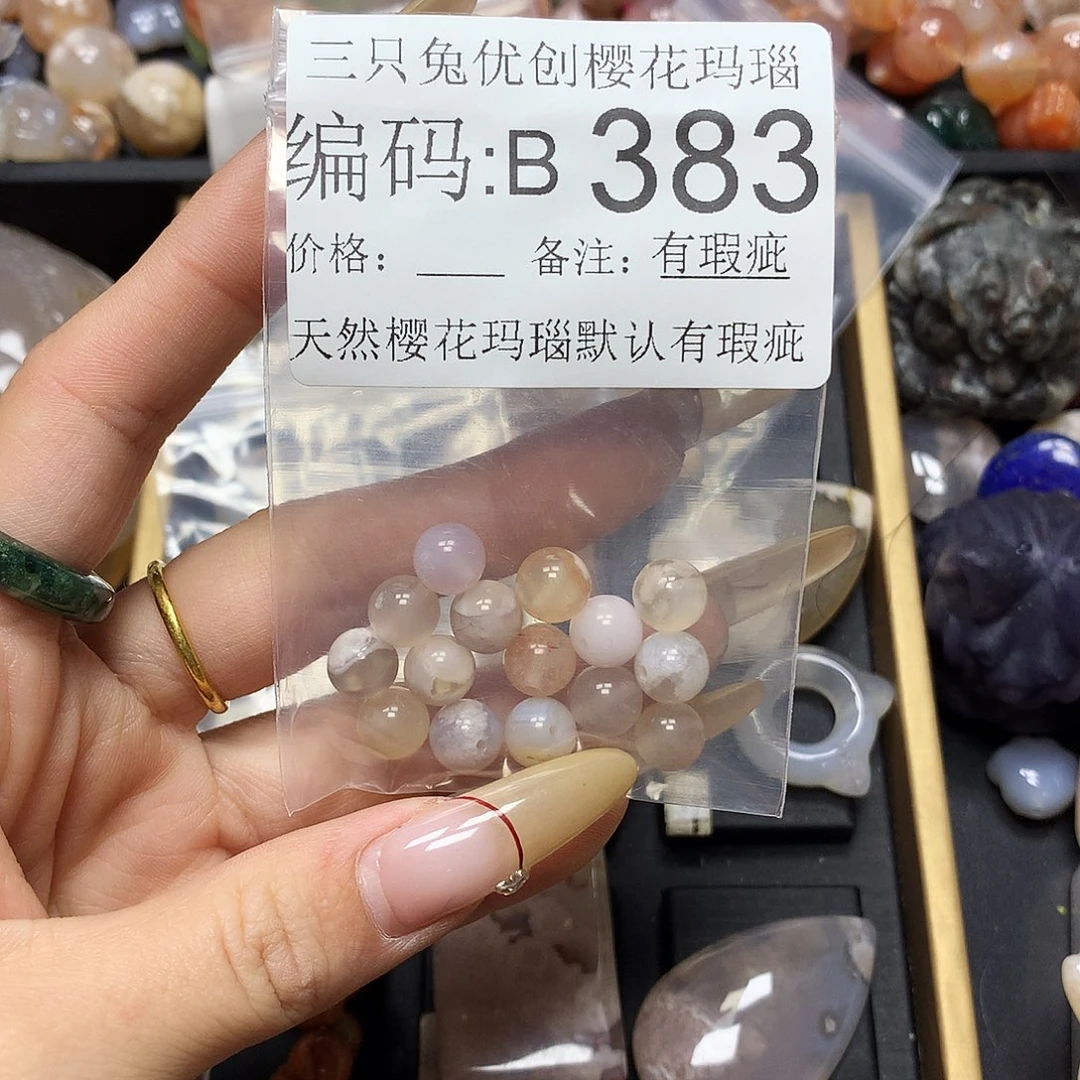 三只兔优创樱花玛瑙
编码:B 383
价格：____ 备注：有瑕疵
天然樱花玛瑙默认有瑕疵